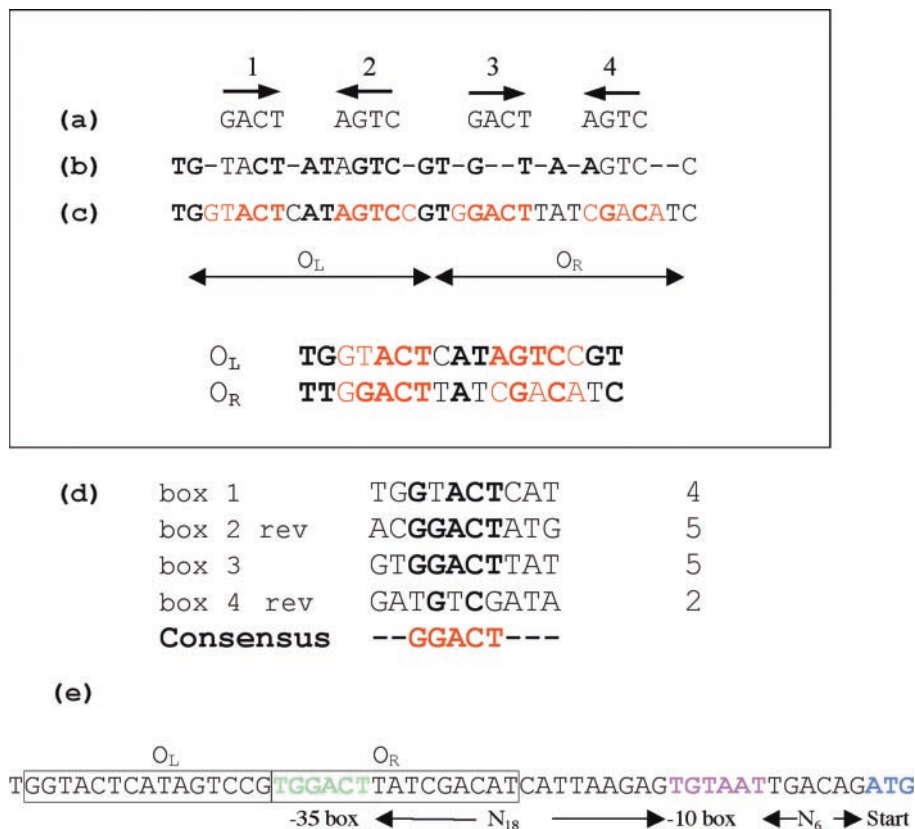 1 2 3 4
(a) GACT AGTC GACT AGTC
(b) TG-TACT-ATAGTC-GT-G--T-A-AGTC--C
(c) TGGTACTCATAGTCCGTGGACTTATCGACATC
OL OR
OL TGGTACTCATAGTCCGT
OR TTGGACTTATCGACATC
(d) box 1 TGGTACTCAT 4
box 2 rev ACGGACTATG 5
box 3 GTGGACTTAT 5
box 4 rev GATGTCGATA 2
Consensus --GGACT---
(e)
OL OR
TGGTACTCATAGTCCGTGGACTTATCGACATCATTAAGAGTGTAATTGACAGATG
-35 box N18 -10 box N6 Start